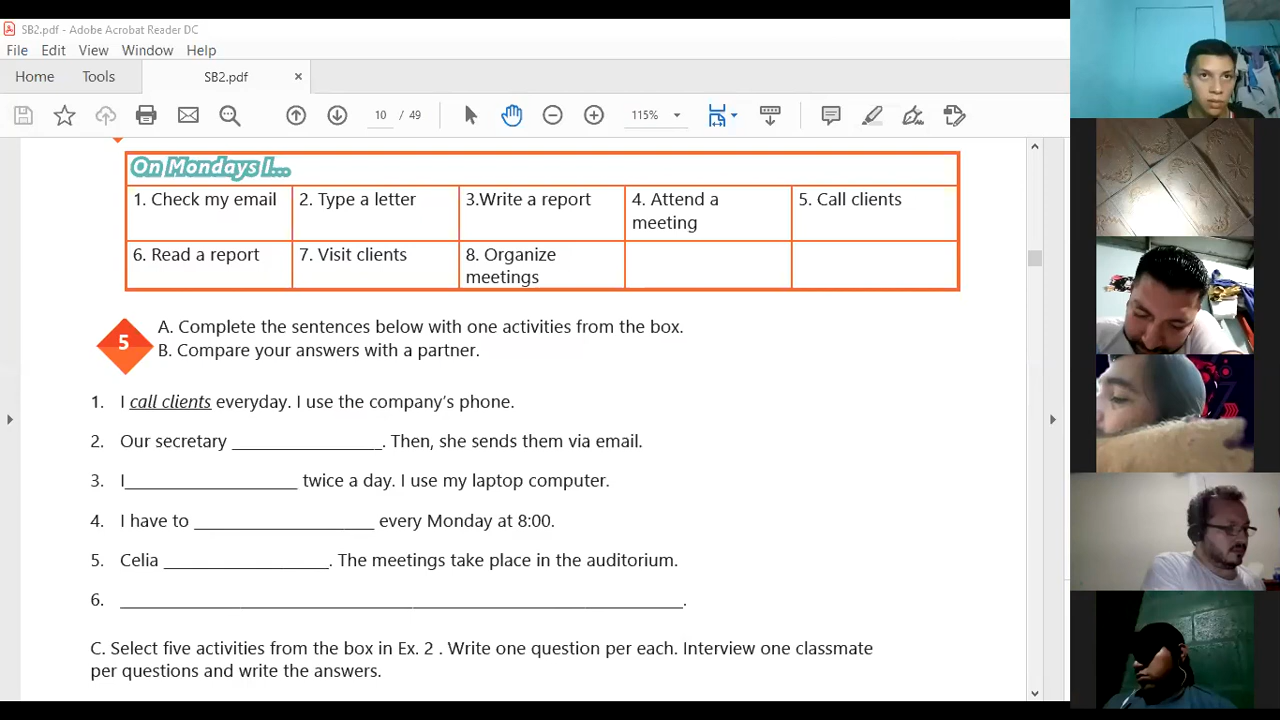 SB2.pdf - Adobe Acrobat Reader DC
File Edit View Window Help
Home Tools SB2.pdf ×
10 / 49 115%
On Mondays I...
1. Check my email 2. Type a letter 3.Write a report 4. Attend a meeting 5. Call clients
6. Read a report 7. Visit clients 8. Organize meetings
5 A. Complete the sentences below with one activities from the box.
B. Compare your answers with a partner.
1. I call clients everyday. I use the company's phone.
2. Our secretary _________________. Then, she sends them via email.
3. I____________________ twice a day. I use my laptop computer.
4. I have to ____________________ every Monday at 8:00.
5. Celia ___________________. The meetings take place in the auditorium.
6. ________________________________________________________________.
C. Select five activities from the box in Ex. 2 . Write one question per each. Interview one classmate
per questions and write the answers.